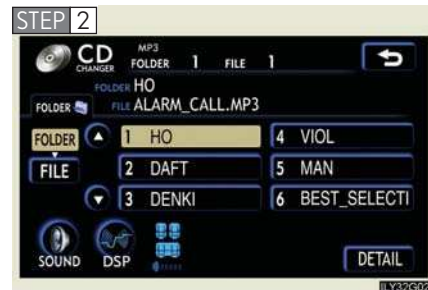 STEP 2
CD CHANGER MP3 FOLDER 1 FILE 1
FOLDER HO
FOLDER FILE ALARM_CALL.MP3
FOLDER 1 HO 4 VIOL
FILE 2 DAFT 5 MAN
3 DENKI 6 BEST_SELECTI
SOUND DSP DETAIL
ILY32G02